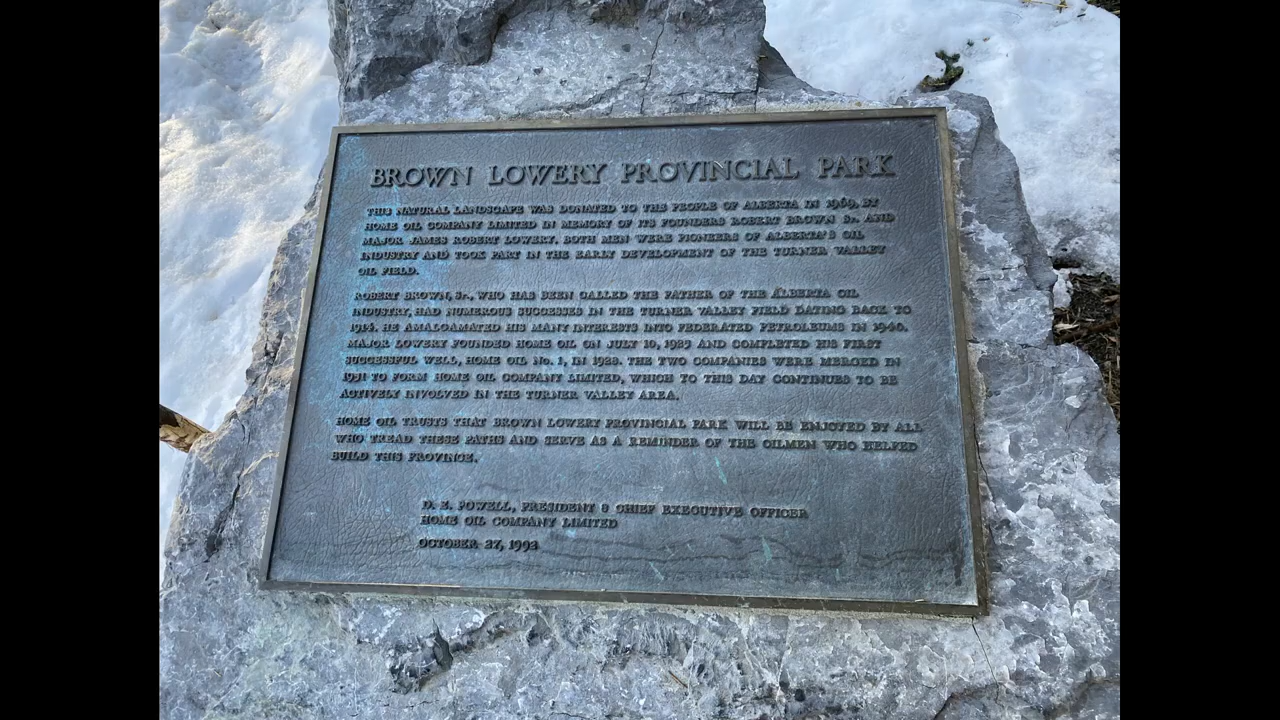 BROWN LOWERY PROVINCIAL PARK
THIS NATURAL LANDSCAPE WAS DONATED TO THE PEOPLE OF ALBERTA IN 1969, BY
HOME OIL COMPANY LIMITED IN MEMORY OF ITS FOUNDERS ROBERT BROWN Sr. AND
MAJOR JAMES ROBERT LOWERY. BOTH MEN WERE PIONEERS OF ALBERTA'S OIL
INDUSTRY AND TOOK PART IN THE EARLY DEVELOPMENT OF THE TURNER VALLEY
OIL FIELD.
ROBERT BROWN, Sr., WHO HAS BEEN CALLED THE FATHER OF THE ALBERTA OIL
INDUSTRY, HAD NUMEROUS SUCCESSES IN THE TURNER VALLEY FIELD DATING BACK TO
1914. HE AMALGAMATED HIS MANY INTERESTS INTO FEDERATED PETROLEUMS IN 1940.
MAJOR LOWERY FOUNDED HOME OIL ON JULY 10, 1925 AND COMPLETED HIS FIRST
SUCCESSFUL WELL, HOME OIL No. 1, IN 1928. THE TWO COMPANIES WERE MERGED IN
1951 TO FORM HOME OIL COMPANY LIMITED, WHICH TO THIS DAY CONTINUES TO BE
ACTIVELY INVOLVED IN THE TURNER VALLEY AREA.
HOME OIL TRUSTS THAT BROWN LOWERY PROVINCIAL PARK WILL BE ENJOYED BY ALL
WHO TREAD THESE PATHS AND SERVE AS A REMINDER OF THE OILMEN WHO HELPED
BUILD THIS PROVINCE.
D. E. POWELL, PRESIDENT & CHIEF EXECUTIVE OFFICER
HOME OIL COMPANY LIMITED
OCTOBER 27, 1992